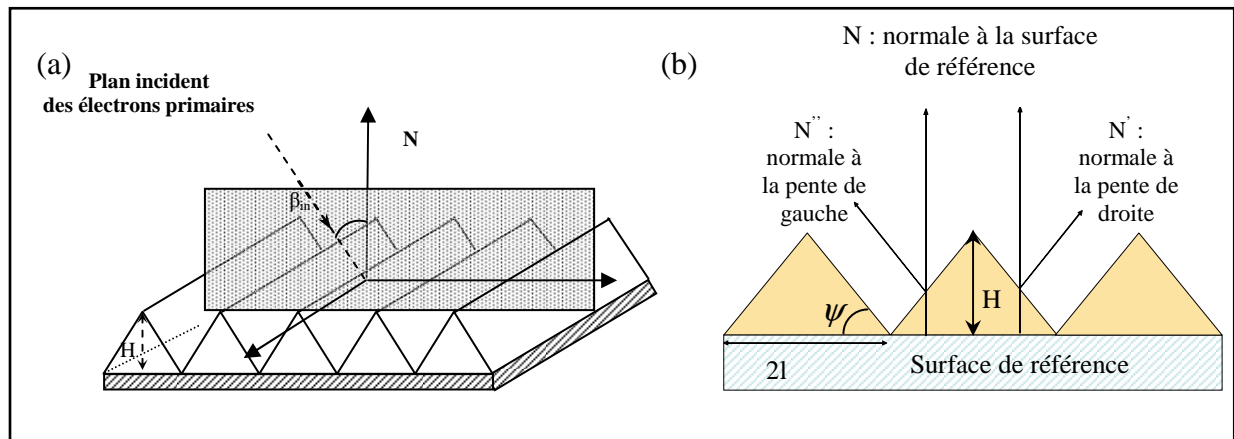 (a)
Plan incident
des électrons primaires
N
βin
H
(b)
N : normale à la surface
de référence
N’’ :
normale à
la pente de
gauche
N’ :
normale à
la pente de
droite
H
ψ
2l
Surface de référence